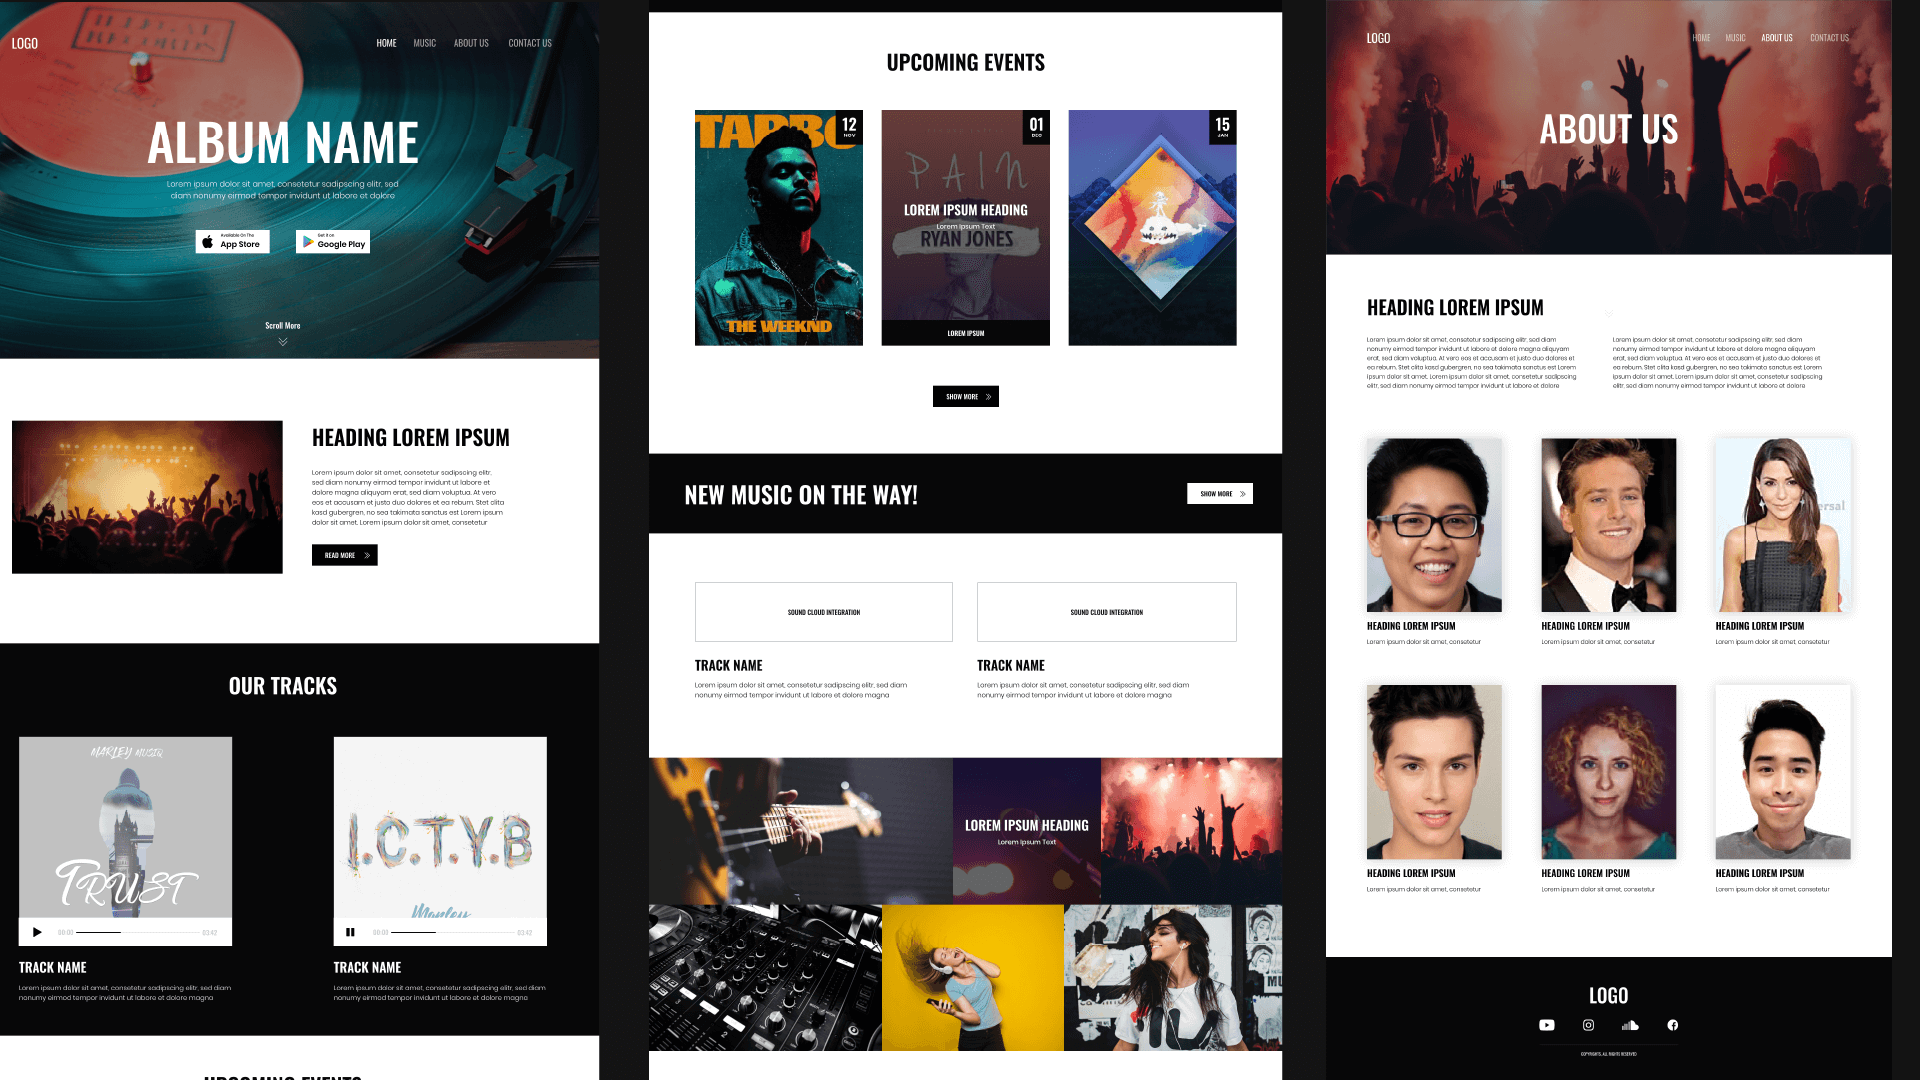 LOGO
HOME MUSIC ABOUT US CONTACT US
ALBUM NAME
Lorem ipsum dolor sit amet, consetetur sadipscing elitr, sed
diam nonumy eirmod tempor invidunt ut labore et dolore
Available On The
App Store
Get it on
Google Play
Scroll More
HEADING LOREM IPSUM
Lorem ipsum dolor sit amet, consetetur sadipscing elitr,
sed diam nonumy eirmod tempor invidunt ut labore et
dolore magna aliquyam erat, sed diam voluptua. At vero
eos et accusam et justo duo dolores et ea rebum. Stet clita
kasd gubergren, no sea takimata sanctus est Lorem ipsum
dolor sit amet. Lorem ipsum dolor sit amet, consetetur
READ MORE
OUR TRACKS
MARLEY MUSIQ
TRUST
00:00 03:42
TRACK NAME
Lorem ipsum dolor sit amet, consetetur sadipscing elitr, sed diam
nonumy eirmod tempor invidunt ut labore et dolore magna
I.C.T.Y.B
Marley
00:00 03:42
TRACK NAME
Lorem ipsum dolor sit amet, consetetur sadipscing elitr, sed diam
nonumy eirmod tempor invidunt ut labore et dolore magna
UPCOMING EVENTS
UPCOMING EVENTS
12
NOV
THE WEEKND
01
DEC
PAIN
LOREM IPSUM HEADING
Lorem Ipsum Text
RYAN JONES
LOREM IPSUM
15
JAN
SHOW MORE
NEW MUSIC ON THE WAY!
SHOW MORE
SOUND CLOUD INTEGRATION
TRACK NAME
Lorem ipsum dolor sit amet, consetetur sadipscing elitr, sed diam
nonumy eirmod tempor invidunt ut labore et dolore magna
SOUND CLOUD INTEGRATION
TRACK NAME
Lorem ipsum dolor sit amet, consetetur sadipscing elitr, sed diam
nonumy eirmod tempor invidunt ut labore et dolore magna
LOREM IPSUM HEADING
Lorem Ipsum Text
LOGO
HOME MUSIC ABOUT US CONTACT US
ABOUT US
HEADING LOREM IPSUM
Lorem ipsum dolor sit amet, consetetur sadipscing elitr, sed diam
nonumy eirmod tempor invidunt ut labore et dolore magna aliquyam
erat, sed diam voluptua. At vero eos et accusam et justo duo dolores et
ea rebum. Stet clita kasd gubergren, no sea takimata sanctus est Lorem
ipsum dolor sit amet. Lorem ipsum dolor sit amet, consetetur sadipscing
elitr, sed diam nonumy eirmod tempor invidunt ut labore et dolore
Lorem ipsum dolor sit amet, consetetur sadipscing elitr, sed diam
nonumy eirmod tempor invidunt ut labore et dolore magna aliquyam
erat, sed diam voluptua. At vero eos et accusam et justo duo dolores et
ea rebum. Stet clita kasd gubergren, no sea takimata sanctus est Lorem
ipsum dolor sit amet. Lorem ipsum dolor sit amet, consetetur sadipscing
elitr, sed diam nonumy eirmod tempor invidunt ut labore et dolore
HEADING LOREM IPSUM
Lorem ipsum dolor sit amet, consetetur
HEADING LOREM IPSUM
Lorem ipsum dolor sit amet, consetetur
HEADING LOREM IPSUM
Lorem ipsum dolor sit amet, consetetur
HEADING LOREM IPSUM
Lorem ipsum dolor sit amet, consetetur
HEADING LOREM IPSUM
Lorem ipsum dolor sit amet, consetetur
HEADING LOREM IPSUM
Lorem ipsum dolor sit amet, consetetur
LOGO
COPYRIGHTS. ALL RIGHTS RESERVED